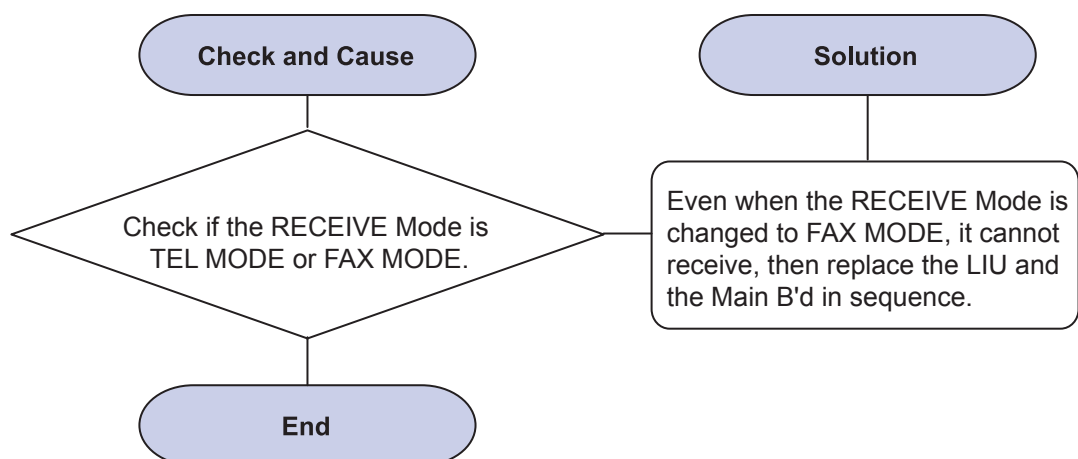 Check and Cause
Solution
Check if the RECEIVE Mode is
TEL MODE or FAX MODE.
Even when the RECEIVE Mode is
changed to FAX MODE, it cannot
receive, then replace the LIU and
the Main B'd in sequence.
End